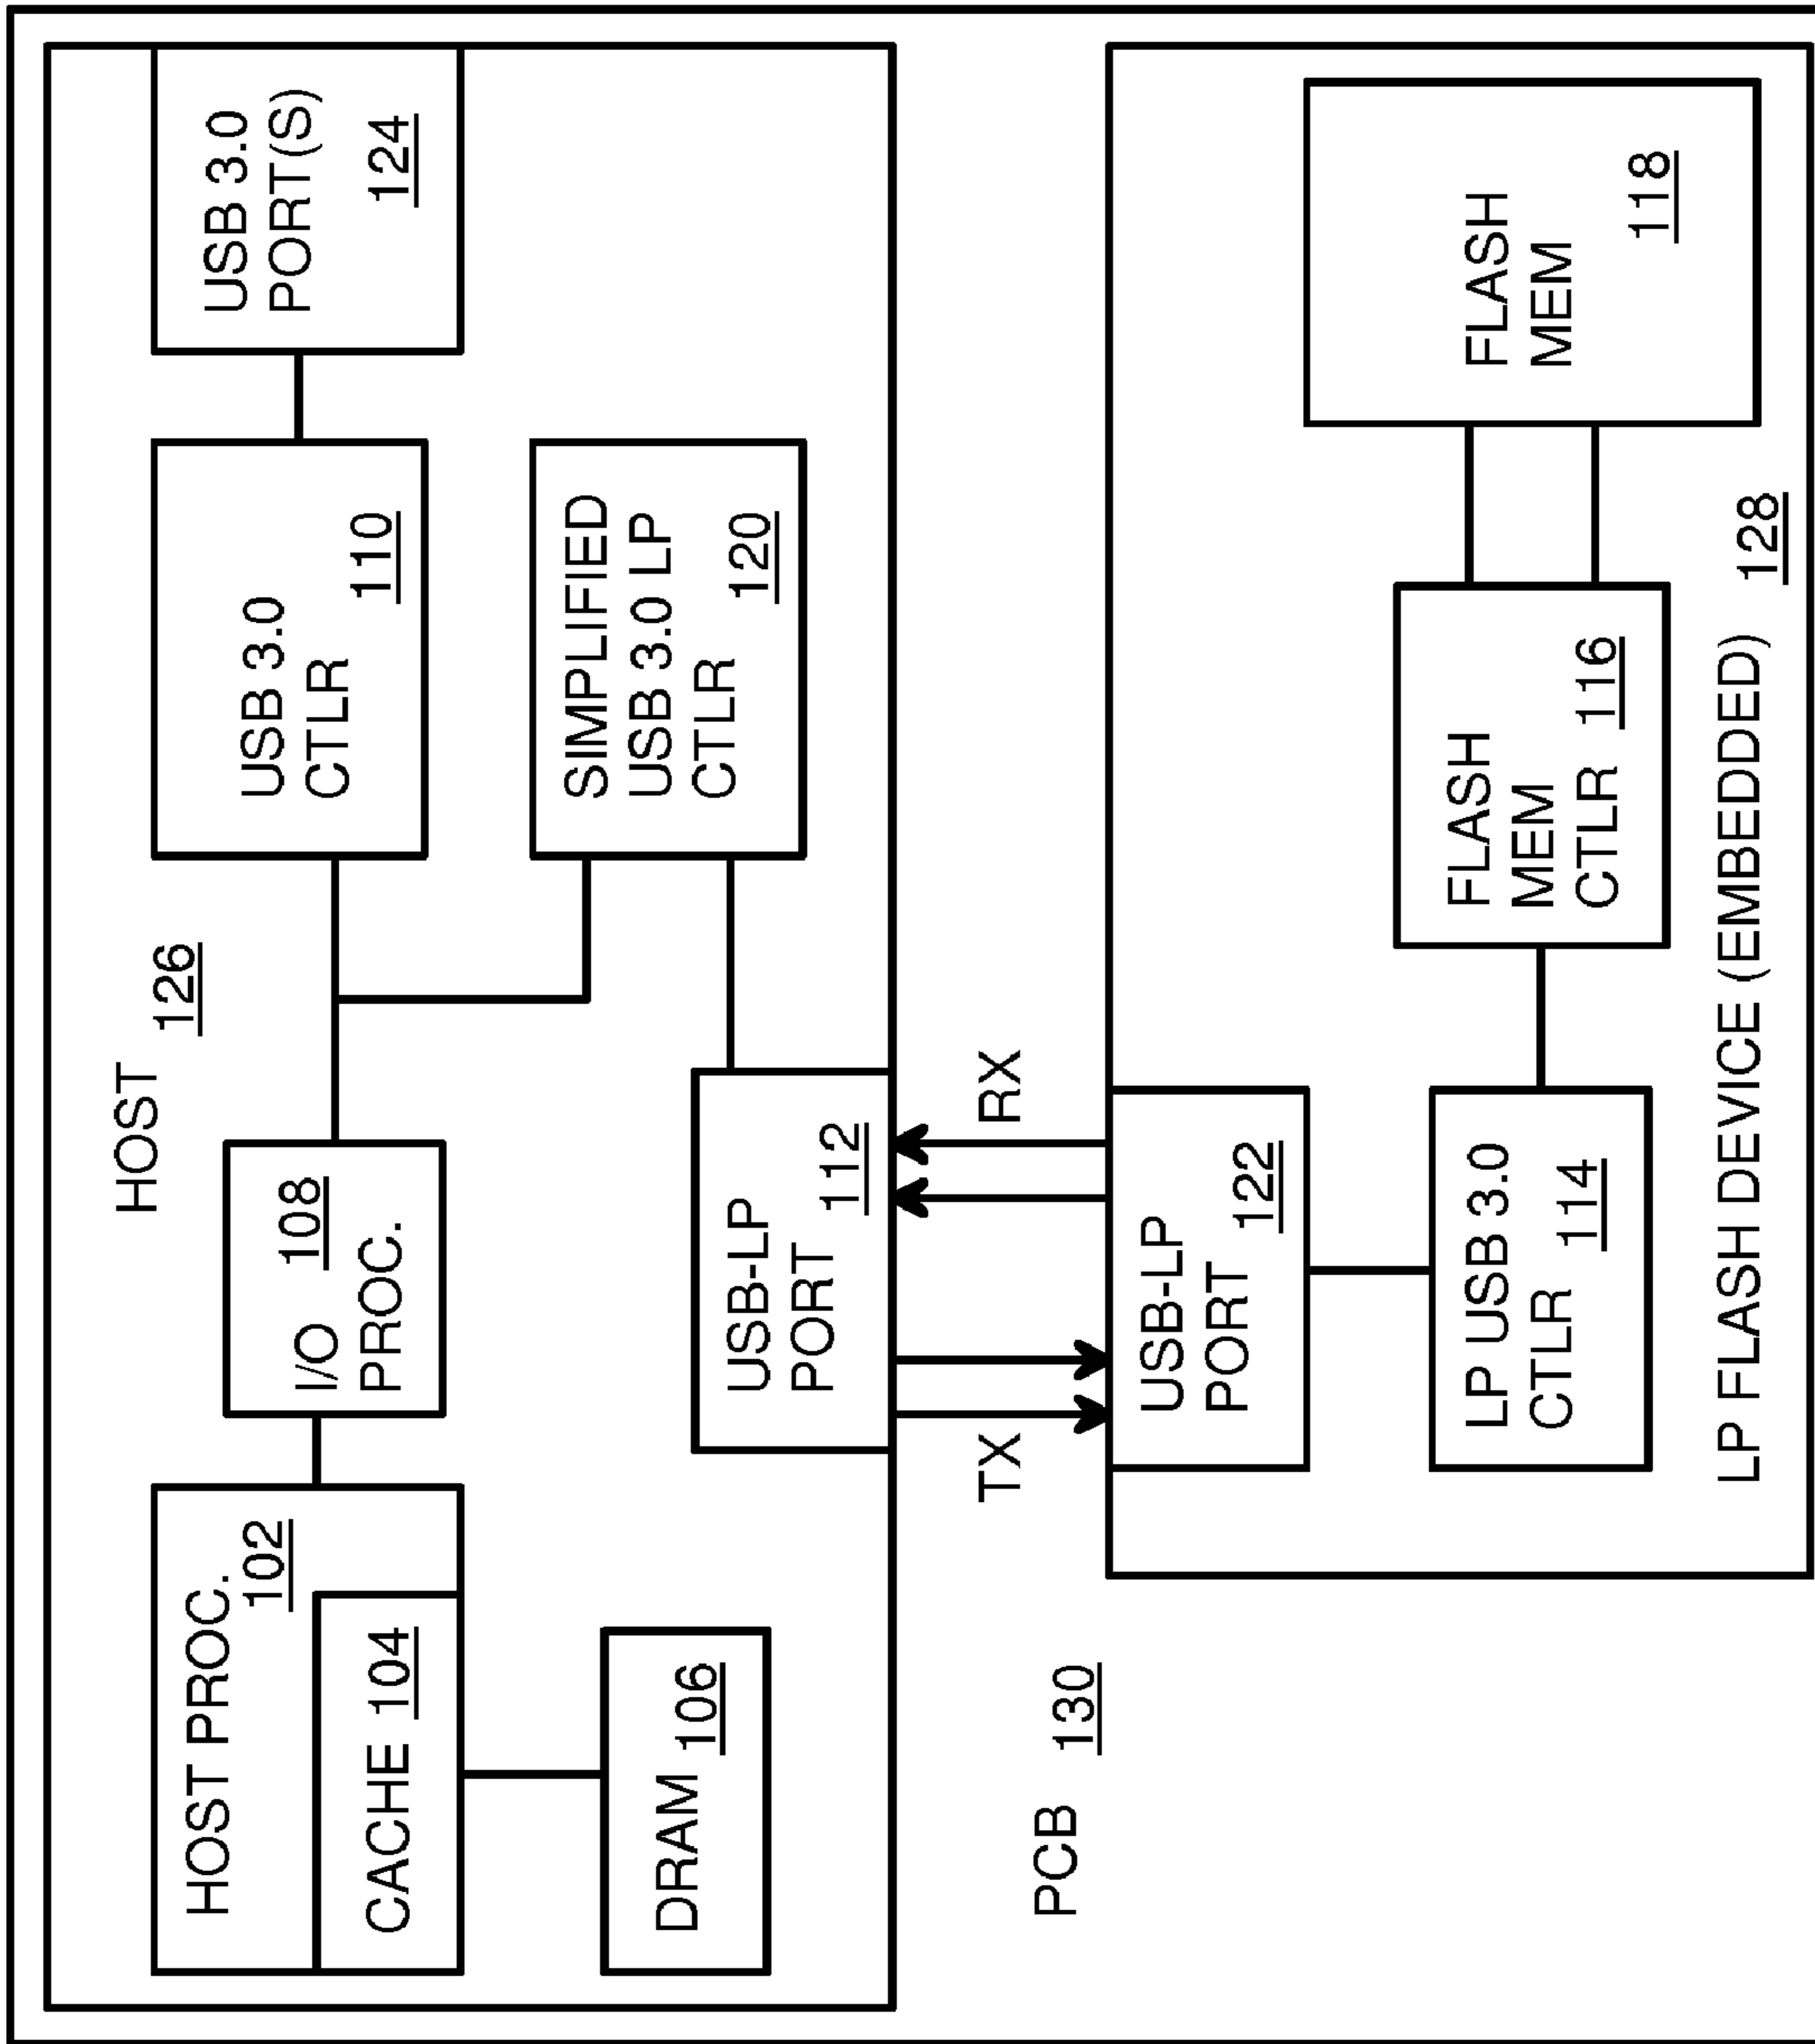 HOST
126
HOST PROC.
102
CACHE 104
DRAM 106
I/O 108
PROC.
USB 3.0
CTLR
110
USB 3.0
PORT(S)
124
SIMPLIFIED
USB 3.0 LP
CTLR 120
USB-LP
PORT 112
TX
RX
PCB 130
USB-LP
PORT 122
LP USB 3.0
CTLR 114
FLASH
MEM
CTLR 116
FLASH
MEM
118
LP FLASH DEVICE (EMBEDDED)
128